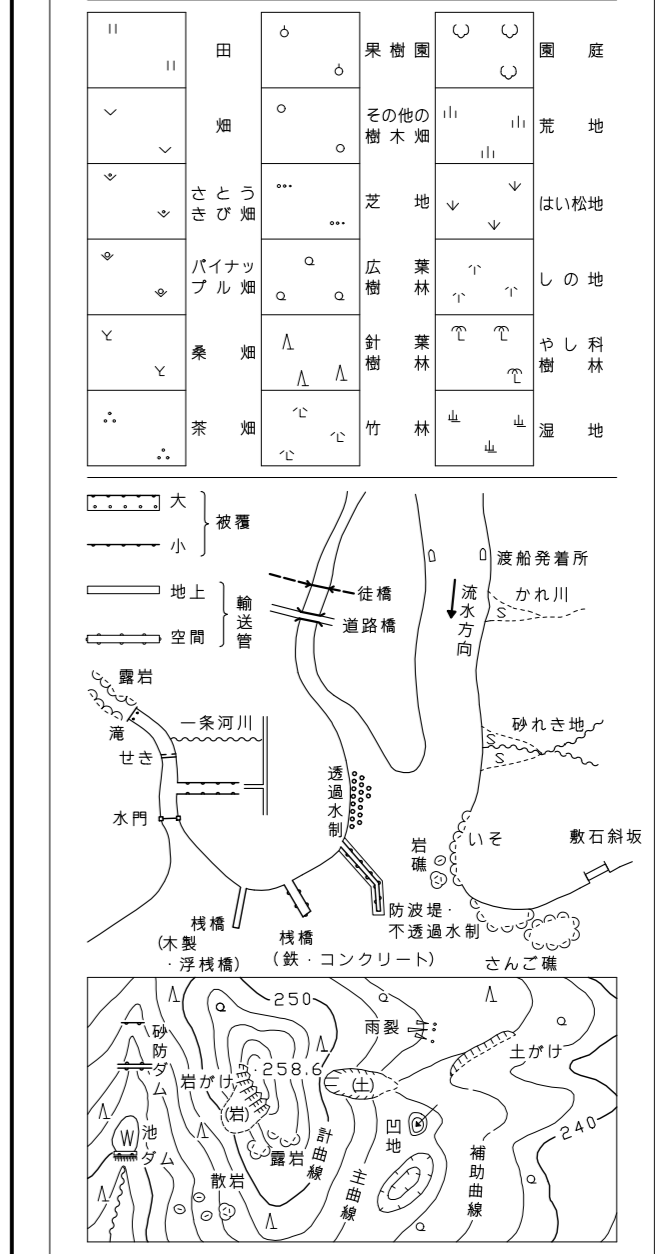 田
果樹園
園庭
畑
その他の
樹木畑
荒地
さとう
きび畑
芝地
はい松地
パイナッ
プル畑
広葉
樹林
しの地
桑畑
針葉
樹林
やし科
樹林
茶畑
竹林
湿地
大
小
被覆
地上
空間
輸送管
徒橋
道路橋
渡船発着所
流水方向
かれ川
露岩
滝
せき
水門
一条河川
砂れき地
透過水制
岩礁
いそ
敷石斜坂
桟橋
(木製
・浮桟橋)
桟橋
(鉄・コンクリート)
防波堤・
不透過水制
さんご礁
250
雨裂
砂防ダム
岩がけ
・258.6
(土)
土がけ
(岩)
池
W
ダム
露岩
計曲線
凹地
240
散岩
主曲線
補助曲線